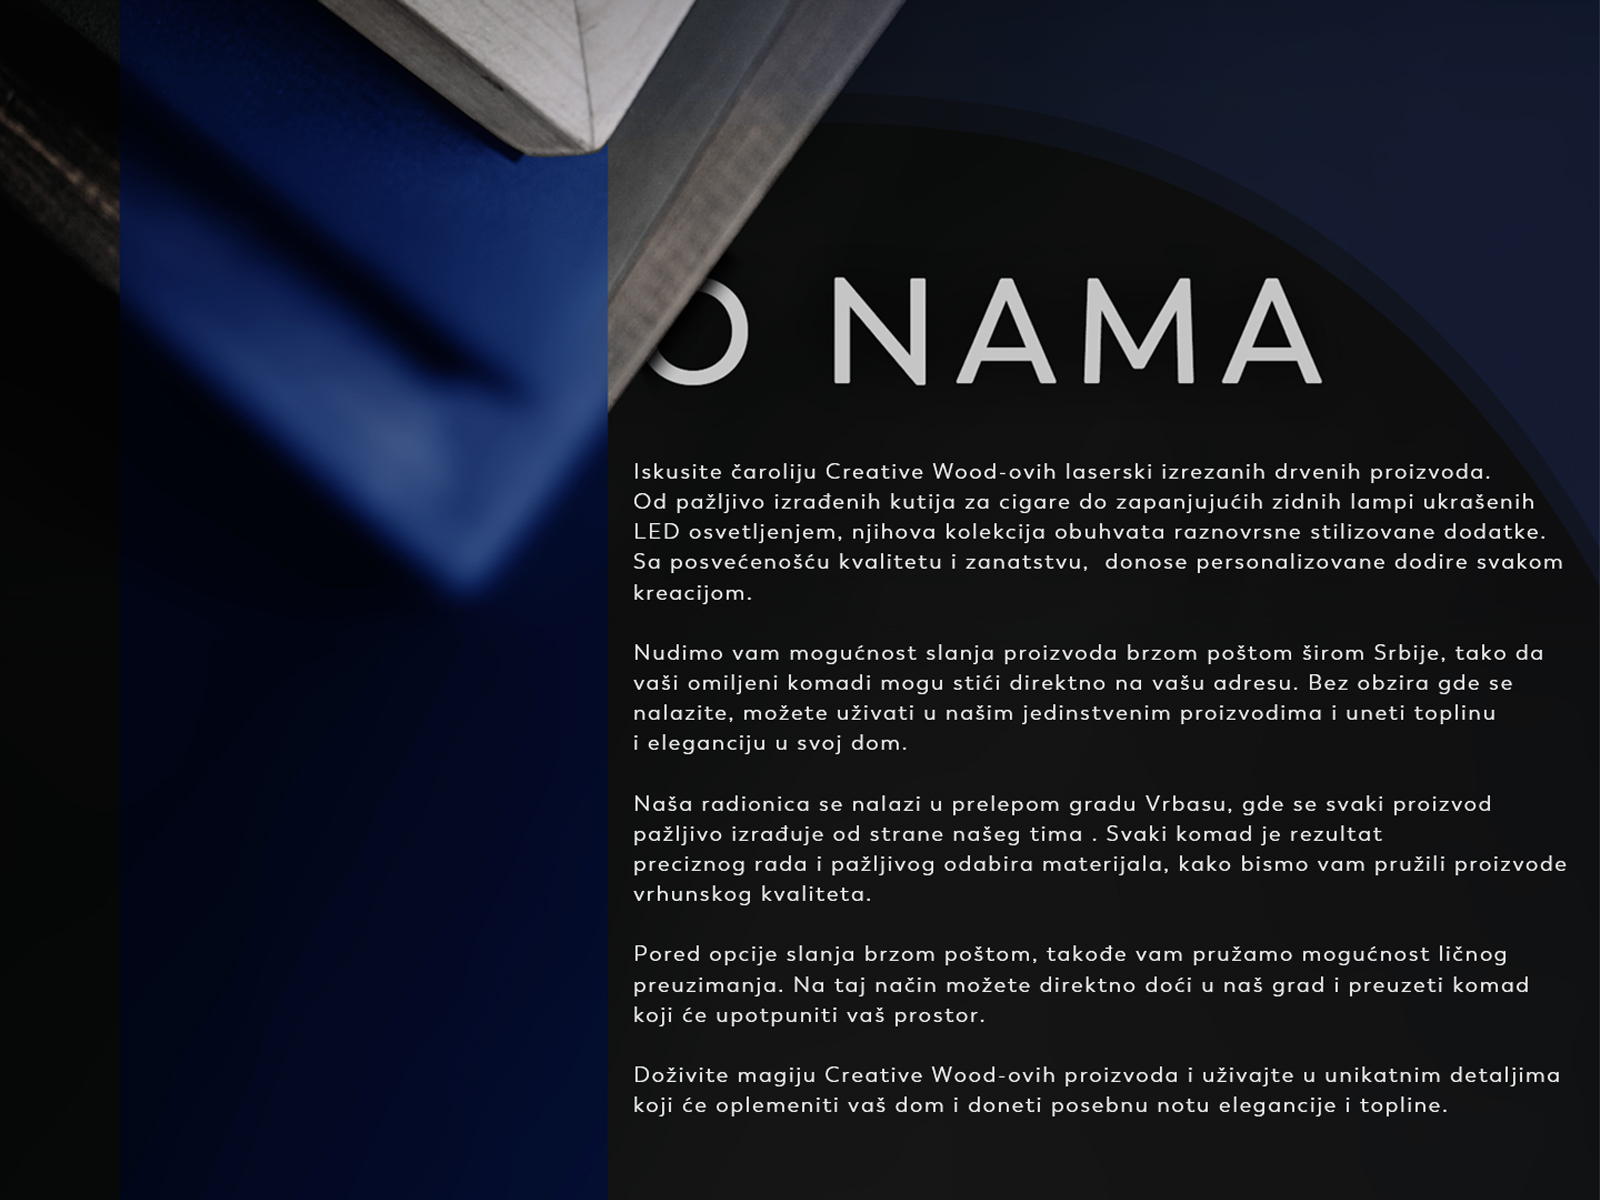 O NAMA
Iskusite čaroliju Creative Wood-ovih laserski izrezanih drvenih proizvoda.
Od pažljivo izrađenih kutija za cigare do zapanjujućih zidnih lampi ukrašenih
LED osvetljenjem, njihova kolekcija obuhvata raznovrsne stilizovane dodatke.
Sa posvećenošću kvalitetu i zanatstvu,  donose personalizovane dodire svakom
kreacijom.
Nudimo vam mogućnost slanja proizvoda brzom poštom širom Srbije, tako da
vaši omiljeni komadi mogu stići direktno na vašu adresu. Bez obzira gde se
nalazite, možete uživati u našim jedinstvenim proizvodima i uneti toplinu
i eleganciju u svoj dom.
Naša radionica se nalazi u prelepom gradu Vrbasu, gde se svaki proizvod
pažljivo izrađuje od strane našeg tima . Svaki komad je rezultat
preciznog rada i pažljivog odabira materijala, kako bismo vam pružili proizvode
vrhunskog kvaliteta.
Pored opcije slanja brzom poštom, takođe vam pružamo mogućnost ličnog
preuzimanja. Na taj način možete direktno doći u naš grad i preuzeti komad
koji će upotpuniti vaš prostor.
Doživite magiju Creative Wood-ovih proizvoda i uživajte u unikatnim detaljima
koji će oplemeniti vaš dom i doneti posebnu notu elegancije i topline.